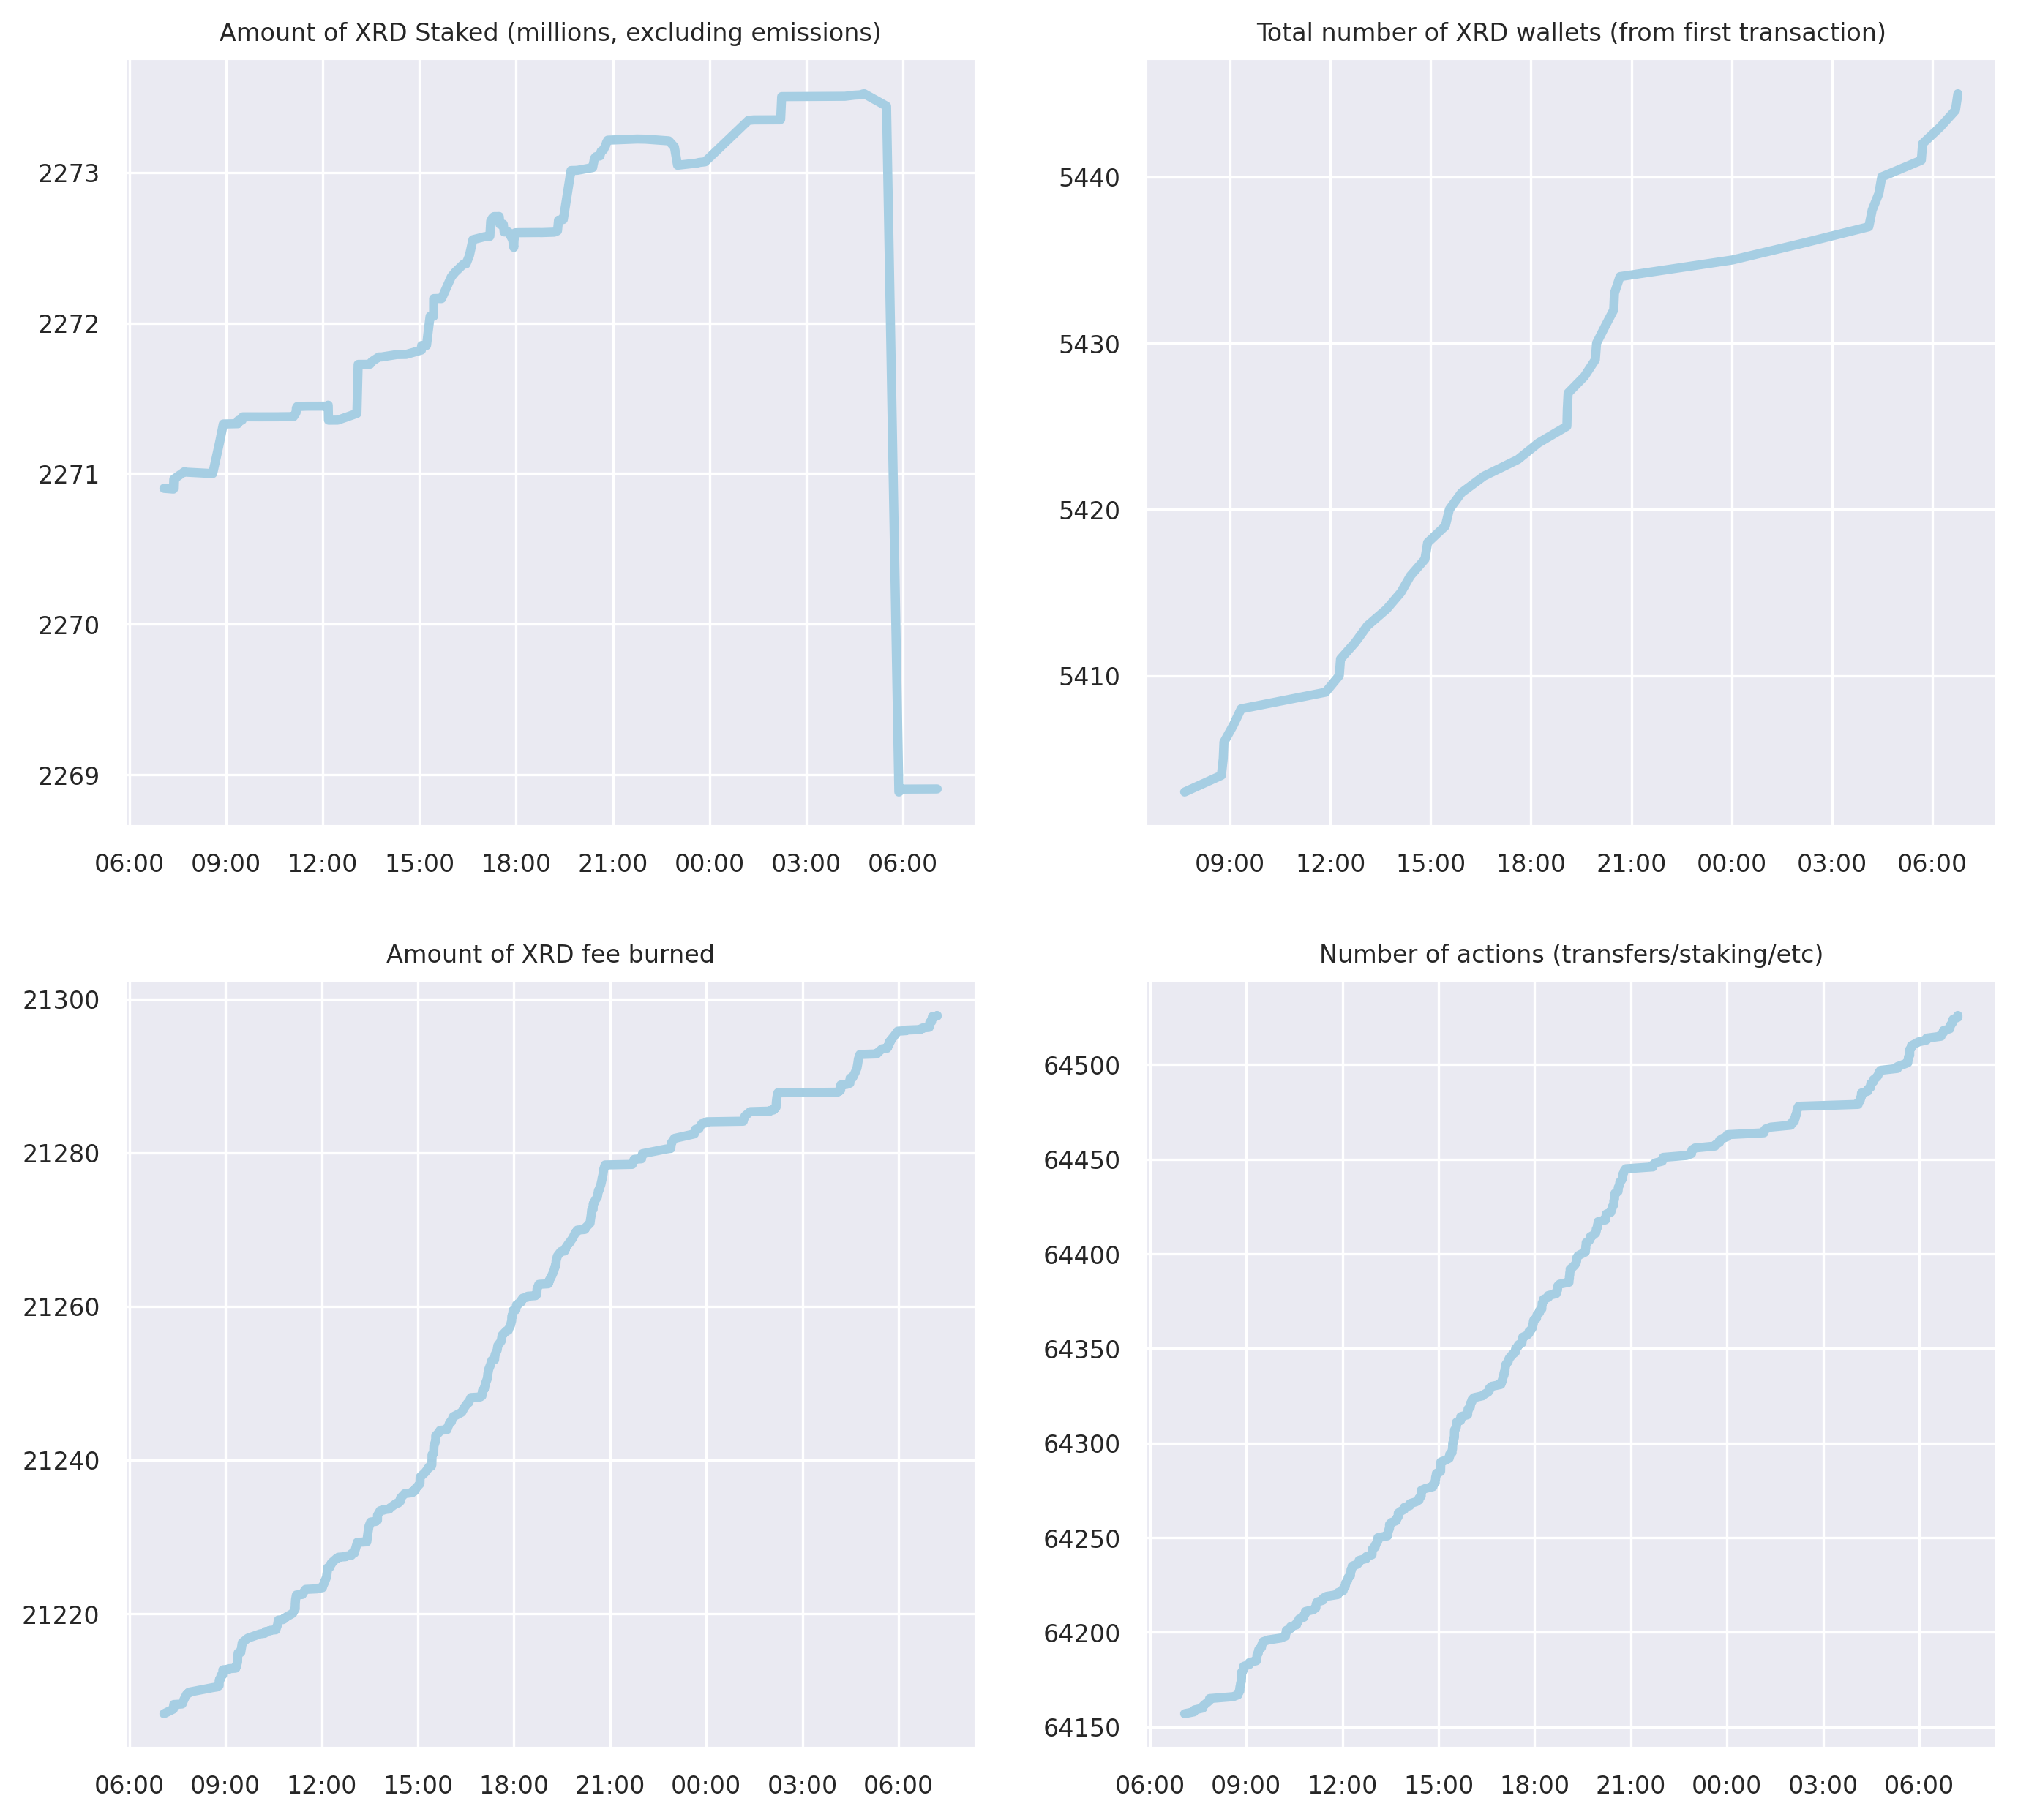 Amount of XRD Staked (millions, excluding emissions)
2273
2272
2271
2270
2269
06:00 09:00 12:00 15:00 18:00 21:00 00:00 03:00 06:00
Total number of XRD wallets (from first transaction)
5440
5430
5420
5410
09:00 12:00 15:00 18:00 21:00 00:00 03:00 06:00
Amount of XRD fee burned
21300
21280
21260
21240
21220
06:00 09:00 12:00 15:00 18:00 21:00 00:00 03:00 06:00
Number of actions (transfers/staking/etc)
64500
64450
64400
64350
64300
64250
64200
64150
06:00 09:00 12:00 15:00 18:00 21:00 00:00 03:00 06:00